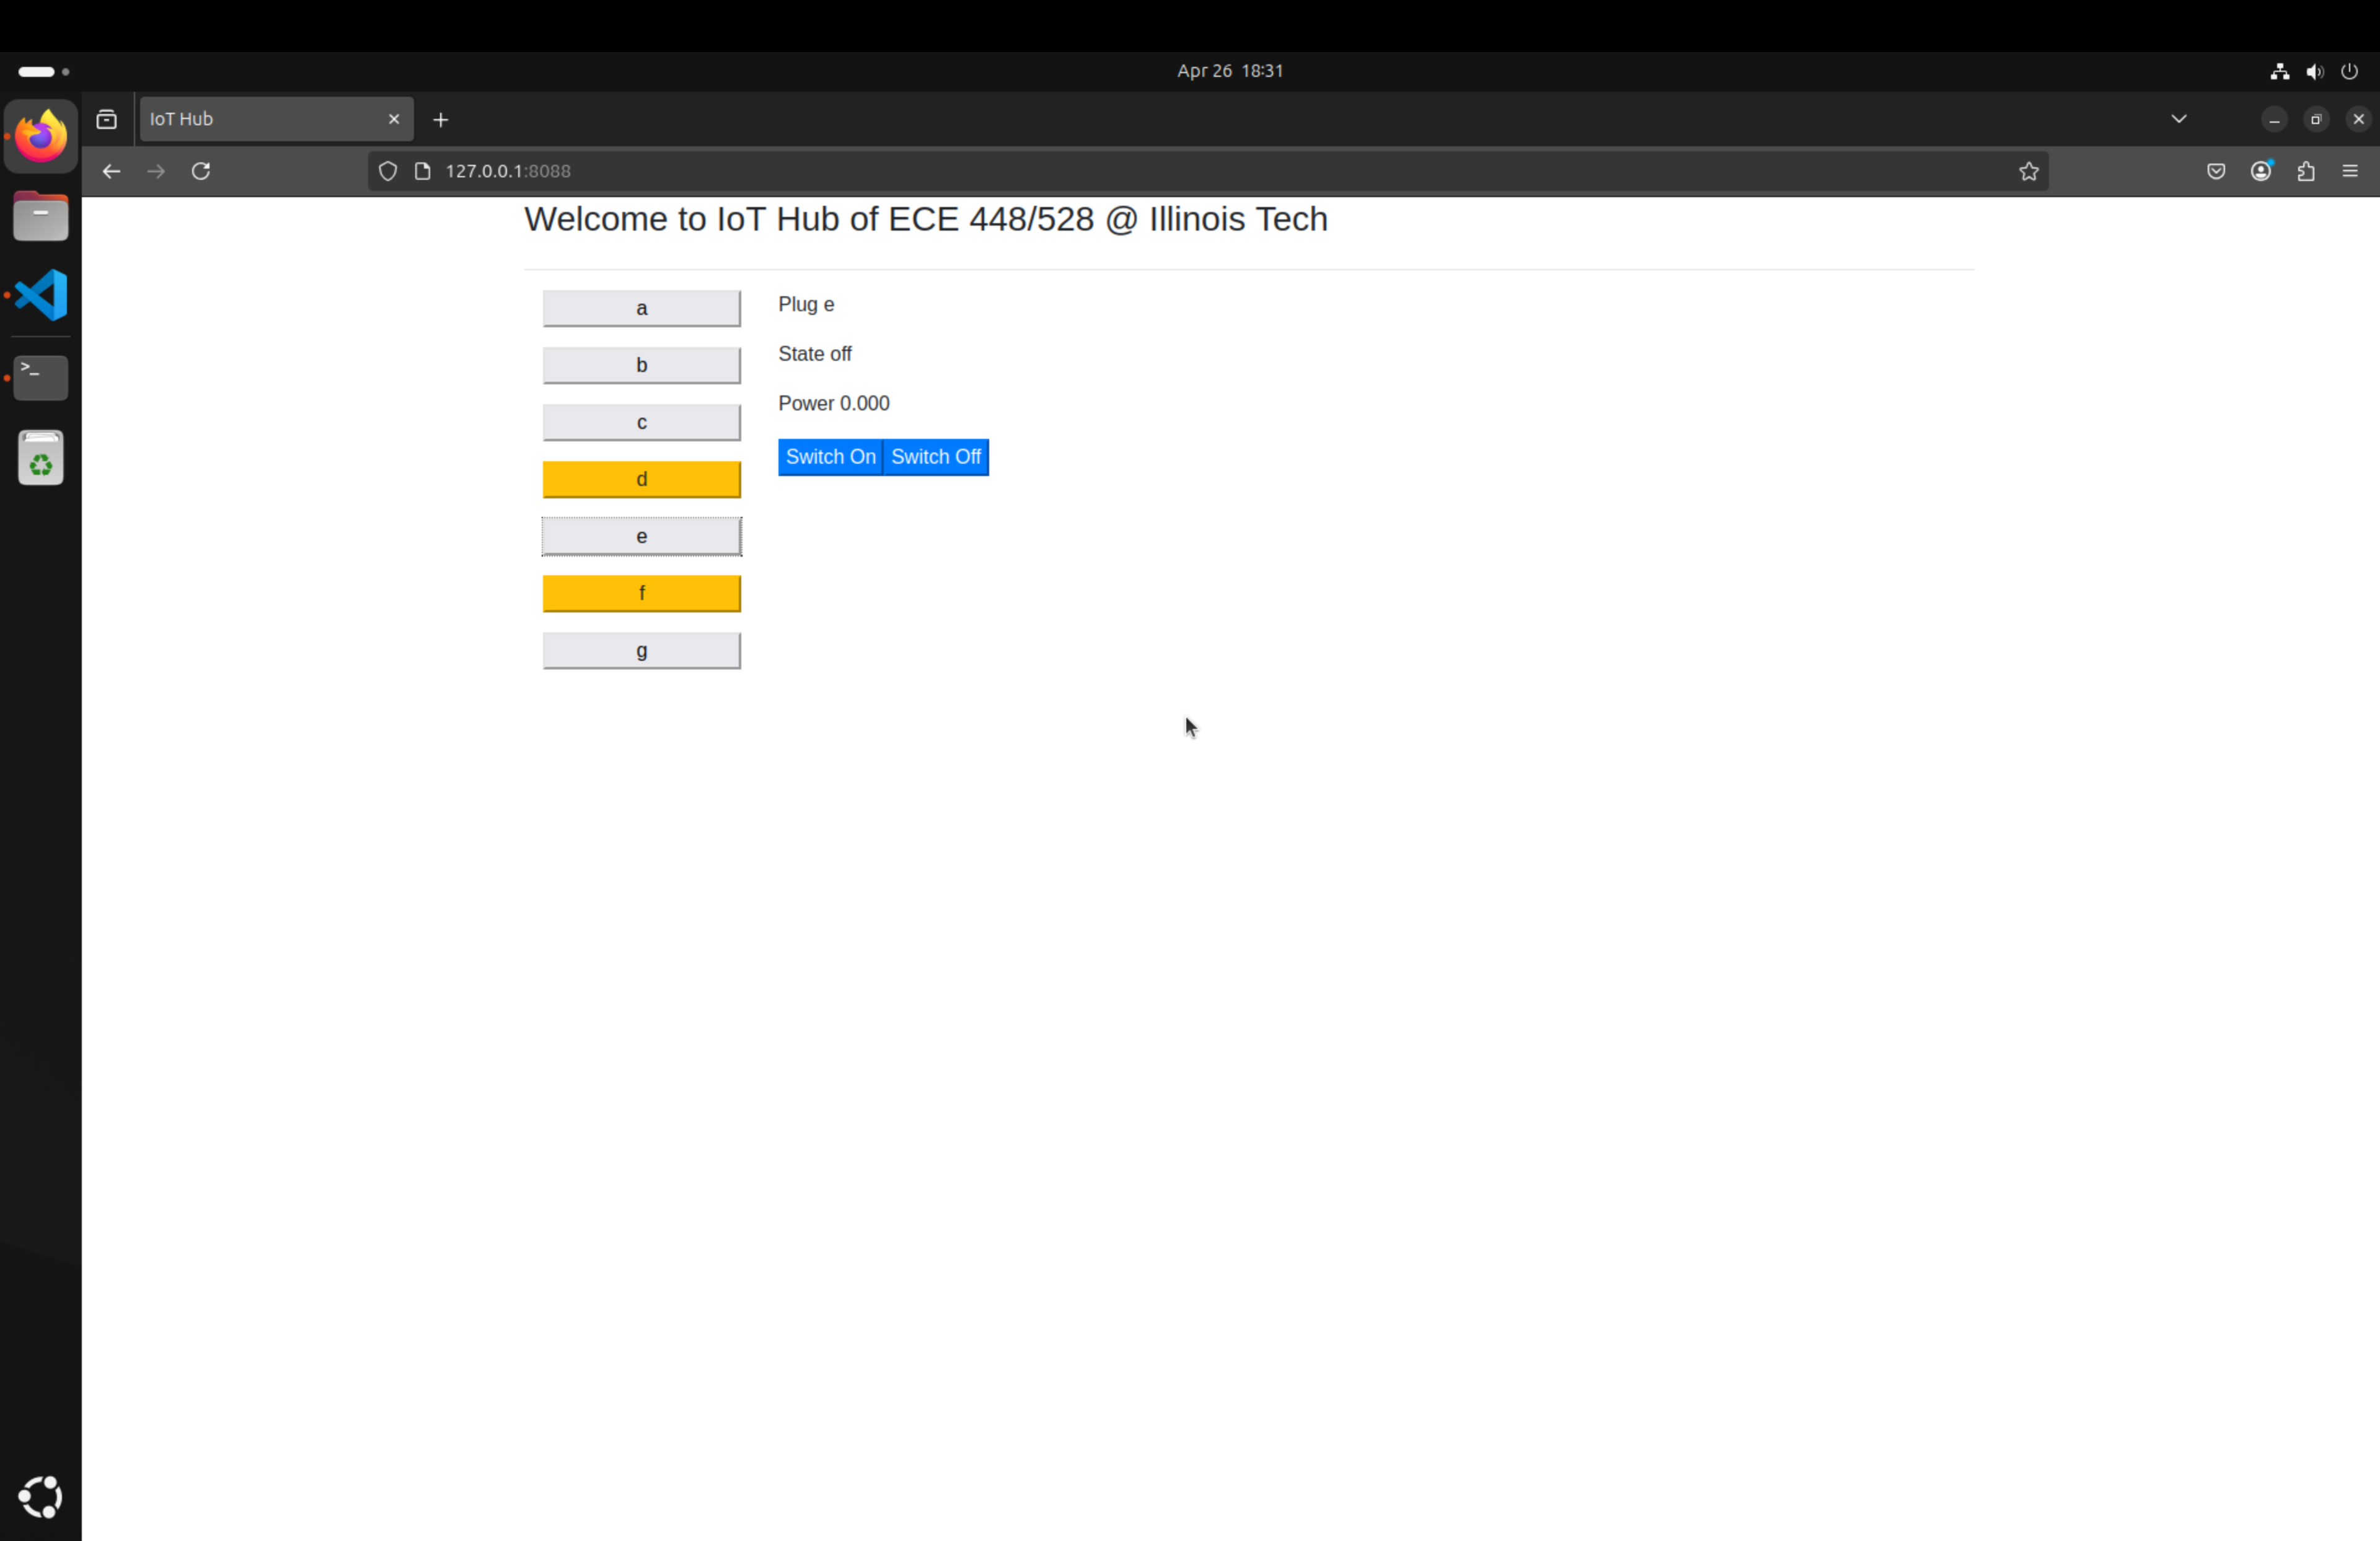 Apr 26 18:31
IoT Hub
127.0.0.1:8088
Welcome to IoT Hub of ECE 448/528 @ Illinois Tech
a
b
c
d
e
f
g
Plug e
State off
Power 0.000
Switch On Switch Off